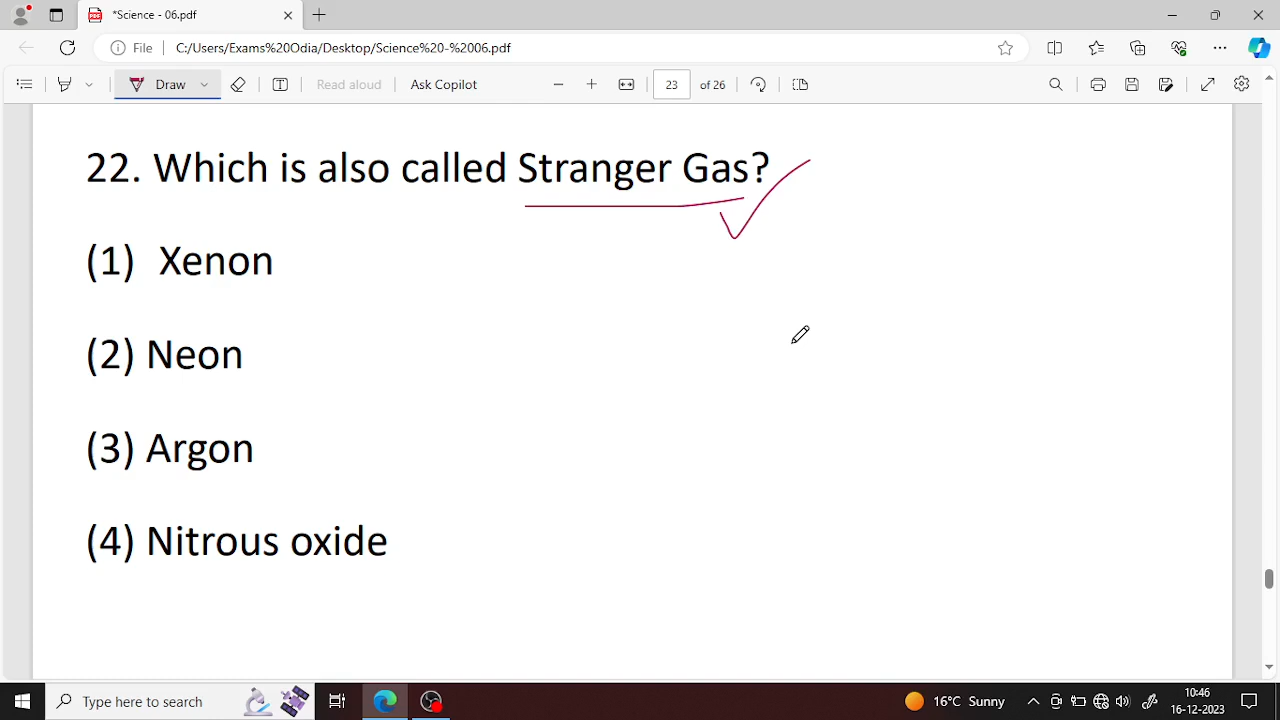 *Science - 06.pdf
File C:/Users/Exams%20Odia/Desktop/Science%20-%2006.pdf
Draw Read aloud Ask Copilot 23 of 26
22. Which is also called Stranger Gas?
(1) Xenon
(2) Neon
(3) Argon
(4) Nitrous oxide
Type here to search 16°C Sunny 10:46
16-12-2023